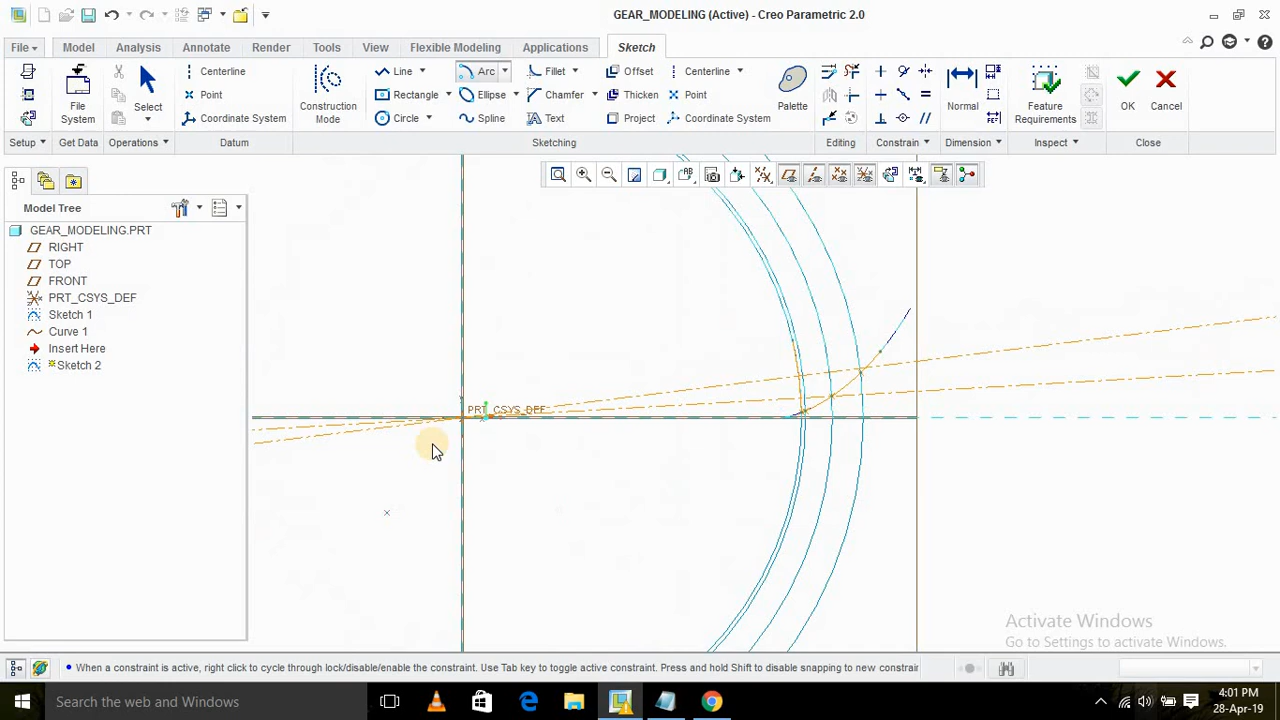 GEAR_MODELING (Active) - Creo Parametric 2.0
File Model Analysis Annotate Render Tools View Flexible Modeling Applications Sketch
Centerline Line Arc Fillet Offset Centerline
Point Rectangle Ellipse Chamfer Thicken Point
Coordinate System Circle Spline Text Project Coordinate System
File System Select Construction Mode Palette Normal Feature Requirements OK Cancel
Setup Get Data Operations Datum Sketching Editing Constrain Dimension Inspect Close
Model Tree
GEAR_MODELING.PRT
RIGHT
TOP
FRONT
PRT_CSYS_DEF
Sketch 1
Curve 1
Insert Here
Sketch 2
PRT_CSYS_DEF
Activate Windows
Go to Settings to activate Windows.
When a constraint is active, right click to cycle through lock/disable/enable the constraint. Use Tab key to toggle active constraint. Press and hold Shift to disable snapping to new constrair
Search the web and Windows
4:01 PM
28-Apr-19